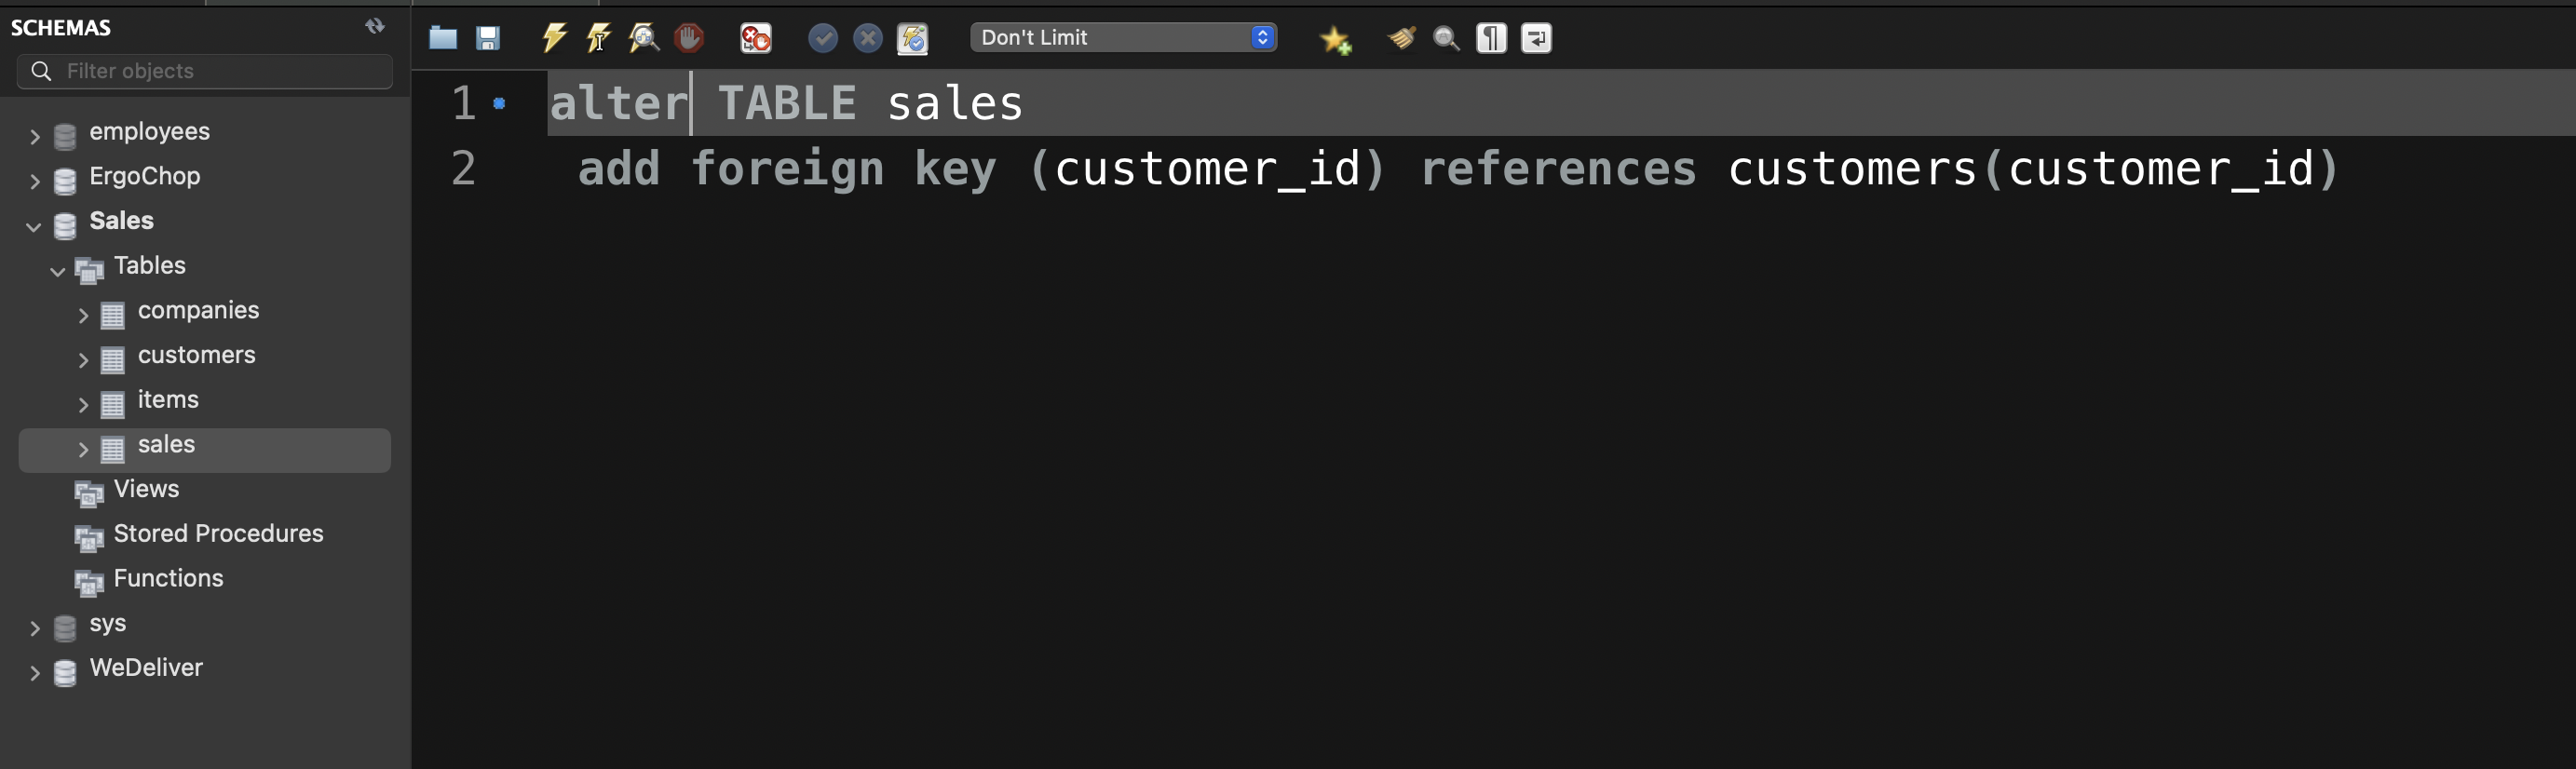 SCHEMAS
Filter objects
employees
ErgoChop
Sales
Tables
companies
customers
items
sales
Views
Stored Procedures
Functions
sys
WeDeliver
Don't Limit
1 alter TABLE sales
2 add foreign key (customer_id) references customers(customer_id)